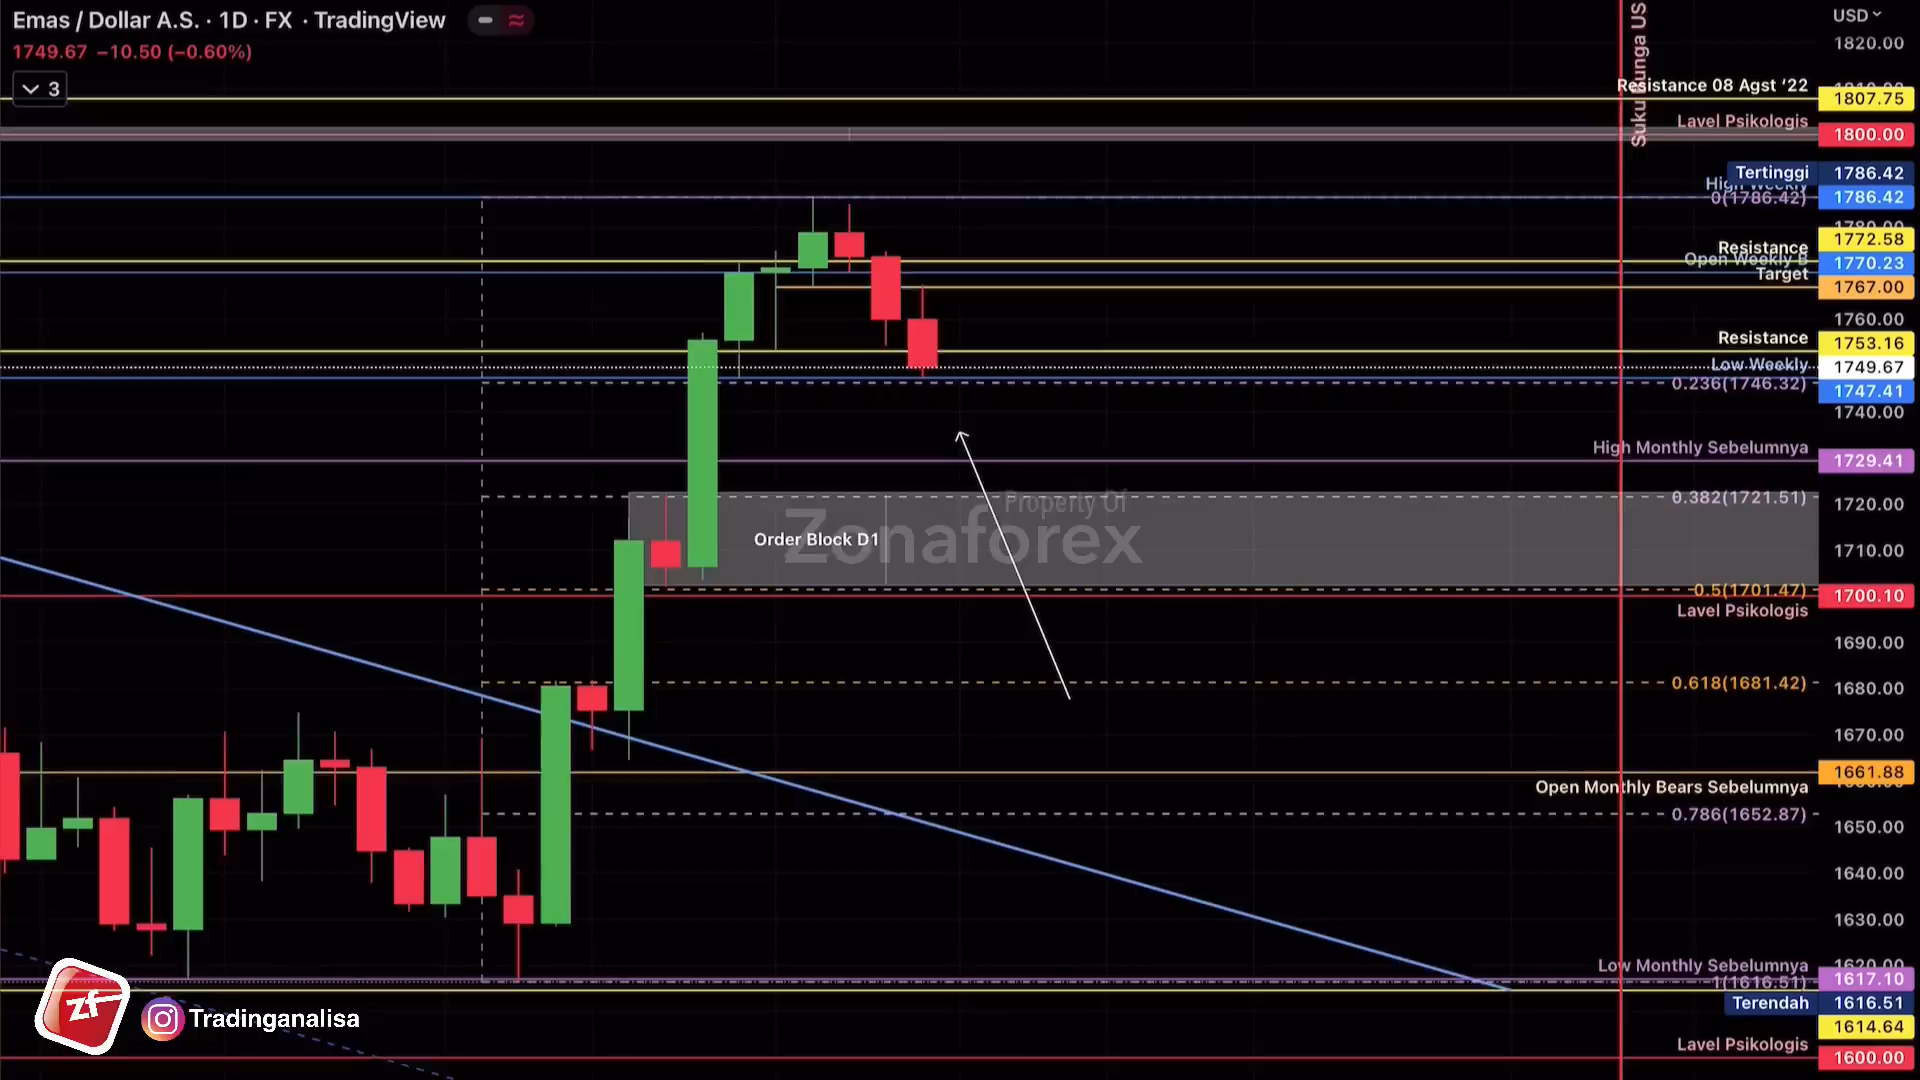 Emas / Dollar A.S. · 1D · FX · TradingView
1749.67 −10.50 (−0.60%)
3
USD
1820.00
Suku Bunga US
Resistance 08 Agst ‘22 1807.75
Lavel Psikologis
1800.00
Tertinggi 1786.42
High Weekly
0(1786.42) 1786.42
1772.58
Resistance
Open Weekly B 1770.23
Target
1767.00
1760.00
Resistance 1753.16
Low Weekly 1749.67
0.236(1746.32) 1747.41
1740.00
High Monthly Sebelumnya
1729.41
0.382(1721.51) 1720.00
Property Of
Zonaforex
Order Block D1
1710.00
0.5(1701.47) 1700.10
Lavel Psikologis
1690.00
0.618(1681.42) 1680.00
1670.00
1661.88
Open Monthly Bears Sebelumnya
0.786(1652.87)
1650.00
1640.00
1630.00
Low Monthly Sebelumnya 1620.00
1(1616.51) 1617.10
Terendah 1616.51
1614.64
zf Tradinganalisa
Lavel Psikologis
1600.00